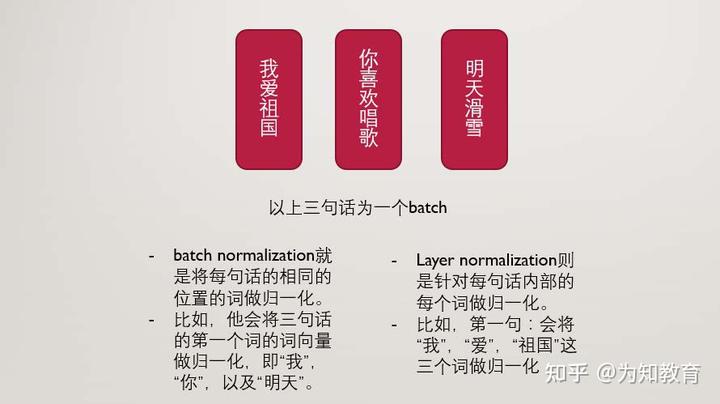 我爱祖国
你喜欢唱歌
明天滑雪
以上三句话为一个batch
- batch normalization就
是将每句话的相同的
位置的词做归一化。
- 比如，他会将三句话
的第一个词的词向量
做归一化，即“我”，
“你”，以及“明天”。
- Layer normalization则
是针对每句话内部的
每个词做归一化。
- 比如，第一句：会将
“我”，“爱”，“祖国”这
三个词做归一化
知乎 @为知教育